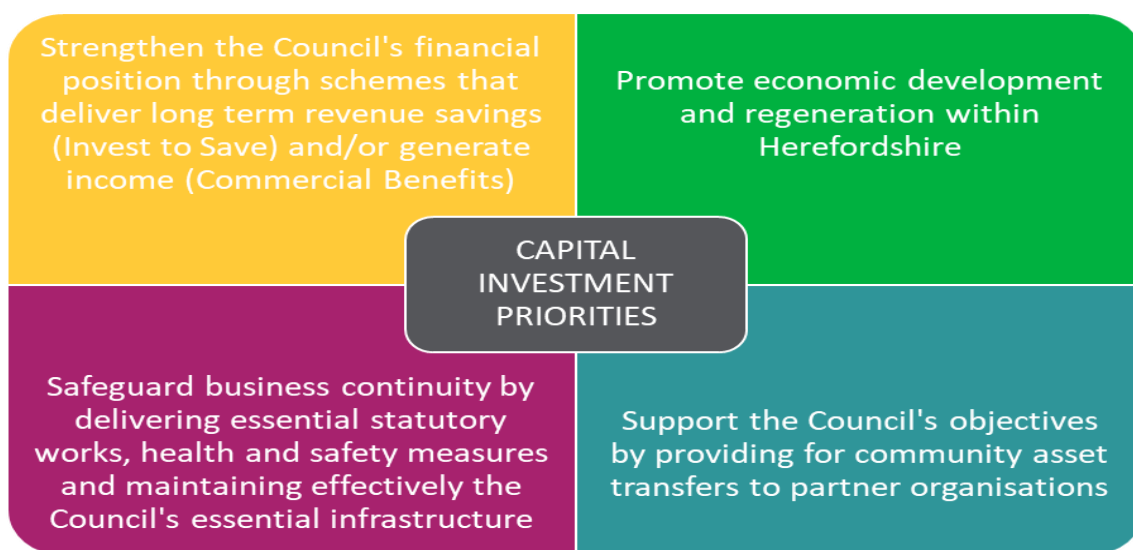 Strengthen the Council's financial
position through schemes that
deliver long term revenue savings
(Invest to Save) and/or generate
income (Commercial Benefits)
Promote economic development
and regeneration within
Herefordshire
CAPITAL
INVESTMENT
PRIORITIES
Safeguard business continuity by
delivering essential statutory
works, health and safety measures
and maintaining effectively the
Council's essential infrastructure
Support the Council's objectives
by providing for community asset
transfers to partner organisations